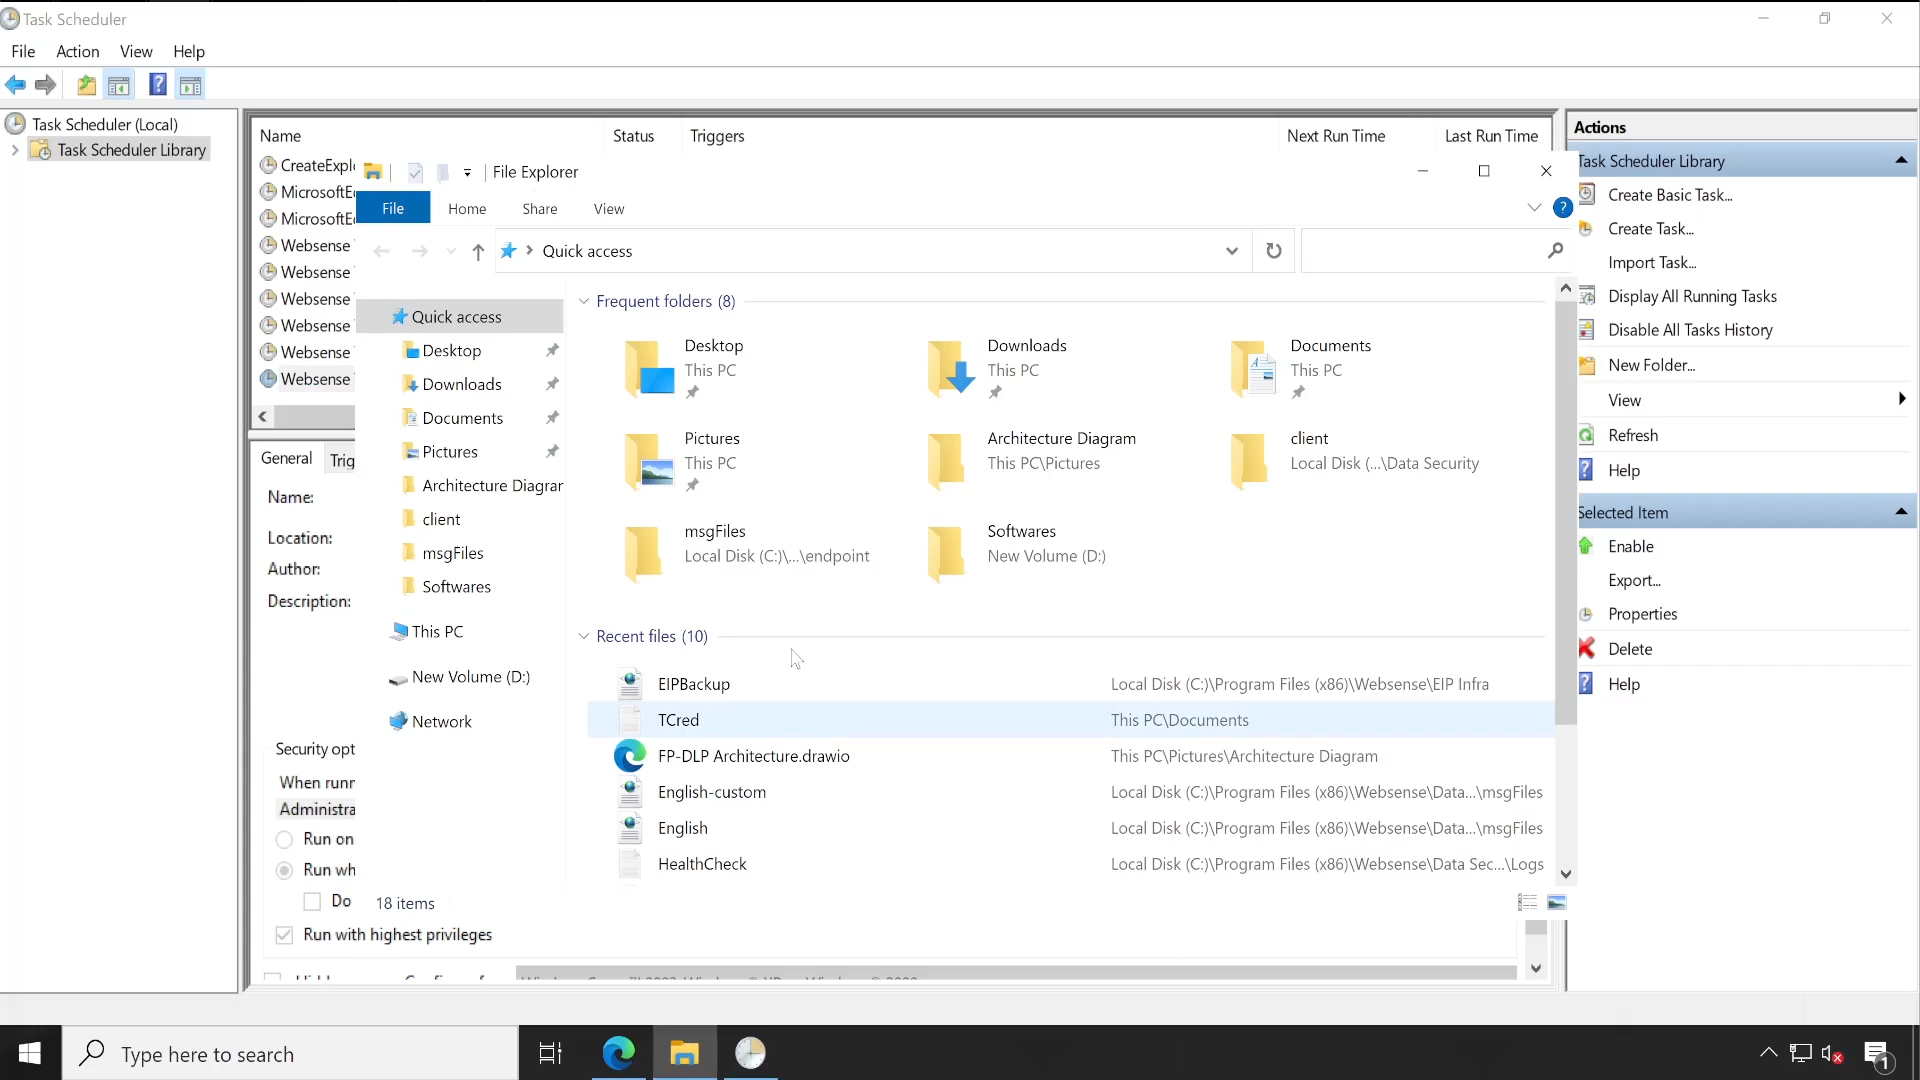 Task Scheduler
File Action View Help
Task Scheduler (Local)
Task Scheduler Library
Name Status Triggers Next Run Time Last Run Time
CreateExplo
MicrosoftEd
MicrosoftEd
Websense
Websense
Websense
Websense
Websense
Websense
General Trig
Name:
Location:
Author:
Description:
Security opt
When runn
Administra
Run on
Run wh
Do
Run with highest privileges
File Explorer
File Home Share View
Quick access
Quick access
Desktop
Downloads
Documents
Pictures
Architecture Diagrar
client
msgFiles
Softwares
This PC
New Volume (D:)
Network
Frequent folders (8)
Desktop
This PC
Downloads
This PC
Documents
This PC
Pictures
This PC
Architecture Diagram
This PC\Pictures
client
Local Disk (...\Data Security
msgFiles
Local Disk (C:)\...\endpoint
Softwares
New Volume (D:)
Recent files (10)
EIPBackup Local Disk (C:)\Program Files (x86)\Websense\EIP Infra
TCred This PC\Documents
FP-DLP Architecture.drawio This PC\Pictures\Architecture Diagram
English-custom Local Disk (C:)\Program Files (x86)\Websense\Data...\msgFiles
English Local Disk (C:)\Program Files (x86)\Websense\Data...\msgFiles
HealthCheck Local Disk (C:)\Program Files (x86)\Websense\Data Sec...\Logs
18 items
Actions
Task Scheduler Library
Create Basic Task...
Create Task...
Import Task...
Display All Running Tasks
Disable All Tasks History
New Folder...
View
Refresh
Help
Selected Item
Enable
Export...
Properties
Delete
Help
Type here to search
1